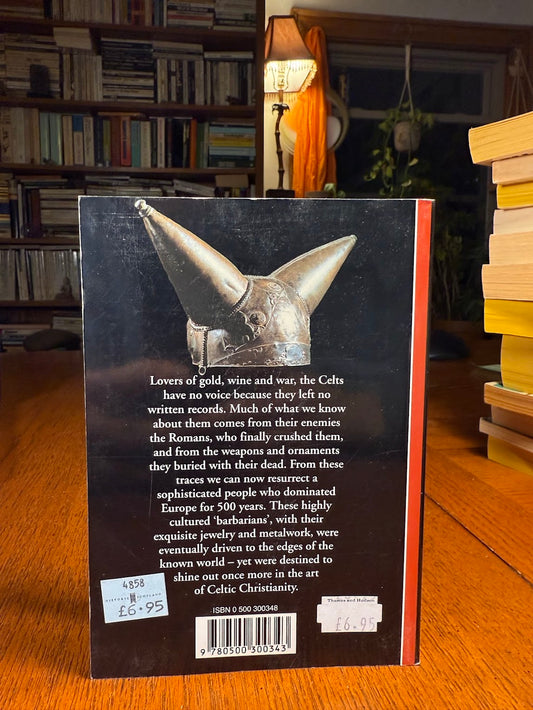 Lovers of gold, wine and war, the Celts
have no voice because they left no
written records. Much of what we know
about them comes from their enemies
the Romans, who finally crushed them,
and from the weapons and ornaments
they buried with their dead. From these
traces we can now resurrect a
sophisticated people who dominated
Europe for 500 years. These highly
cultured ‘barbarians’, with their
exquisite jewelry and metalwork, were
eventually driven to the edges of the
known world – yet were destined to
shine out once more in the art
of Celtic Christianity.
4858
HISTORIC SCOTLAND
£6.95
Thames and Hudson
£6.95
ISBN 0 500 300348
9 780500 300343